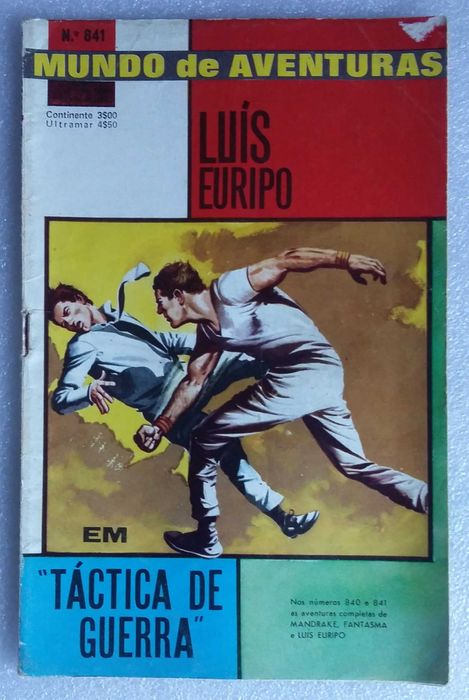 N.º 841
MUNDO de AVENTURAS
Continente 3$00
Ultramar 4$50
LUÍS
EURIPO
EM
"TÁCTICA DE
GUERRA"
Nos números 840 e 841
as aventuras completas de
MANDRAKE, FANTASMA
e LUIS EURIPO